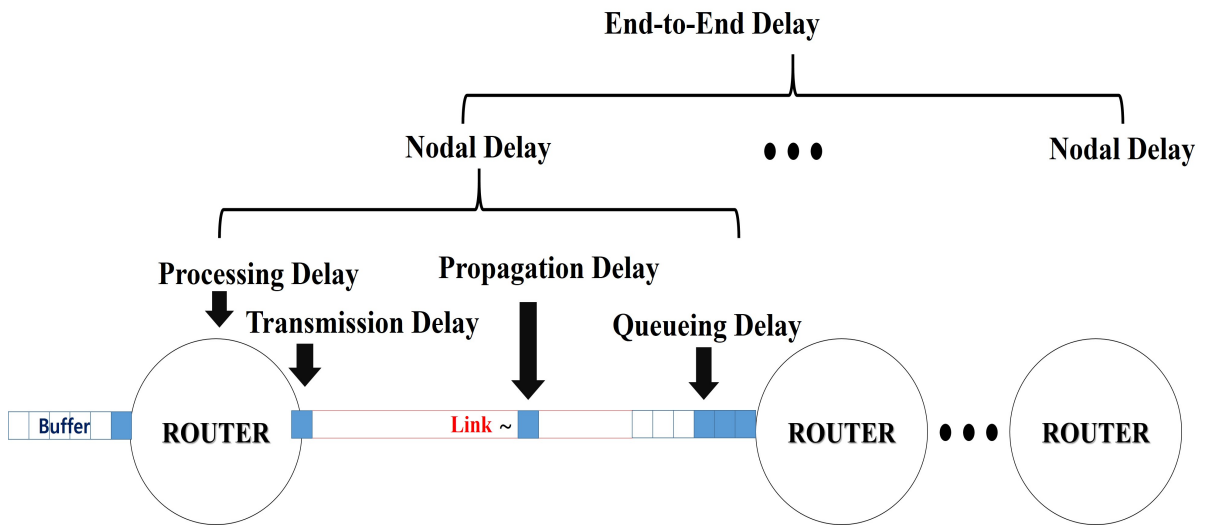 End-to-End Delay
Nodal Delay
Nodal Delay
Processing Delay
Propagation Delay
Transmission Delay
Queueing Delay
Buffer
ROUTER
Link ~
ROUTER
ROUTER